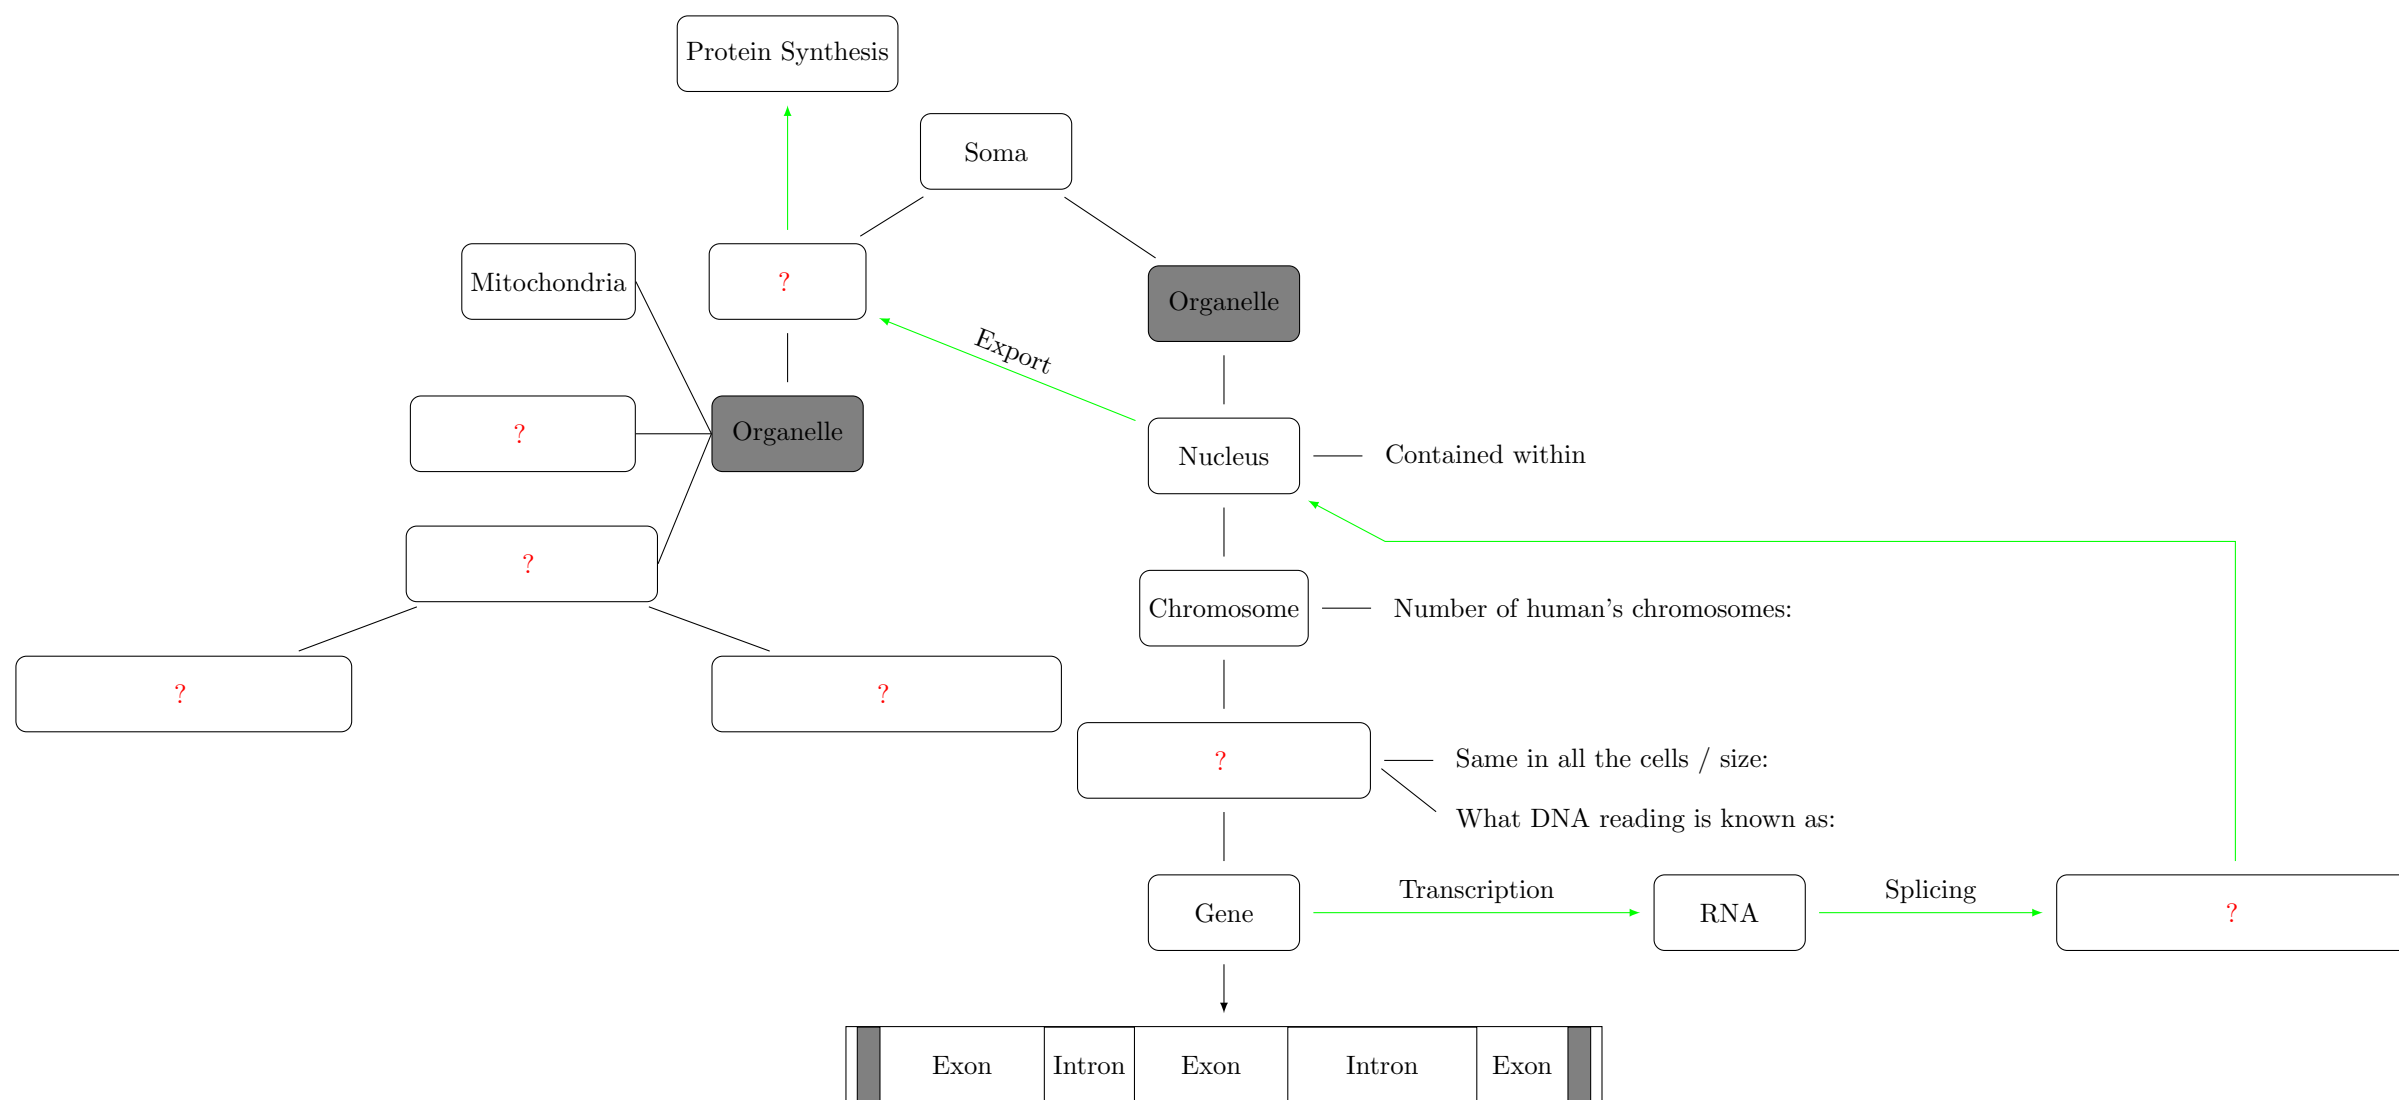 Protein Synthesis
Soma
Mitochondria
?
Organelle
Export
?
Organelle
Nucleus
Contained within
?
Chromosome
Number of human's chromosomes:
?
?
?
Same in all the cells / size:
What DNA reading is known as:
Gene
Transcription
RNA
Splicing
?
Exon
Intron
Exon
Intron
Exon